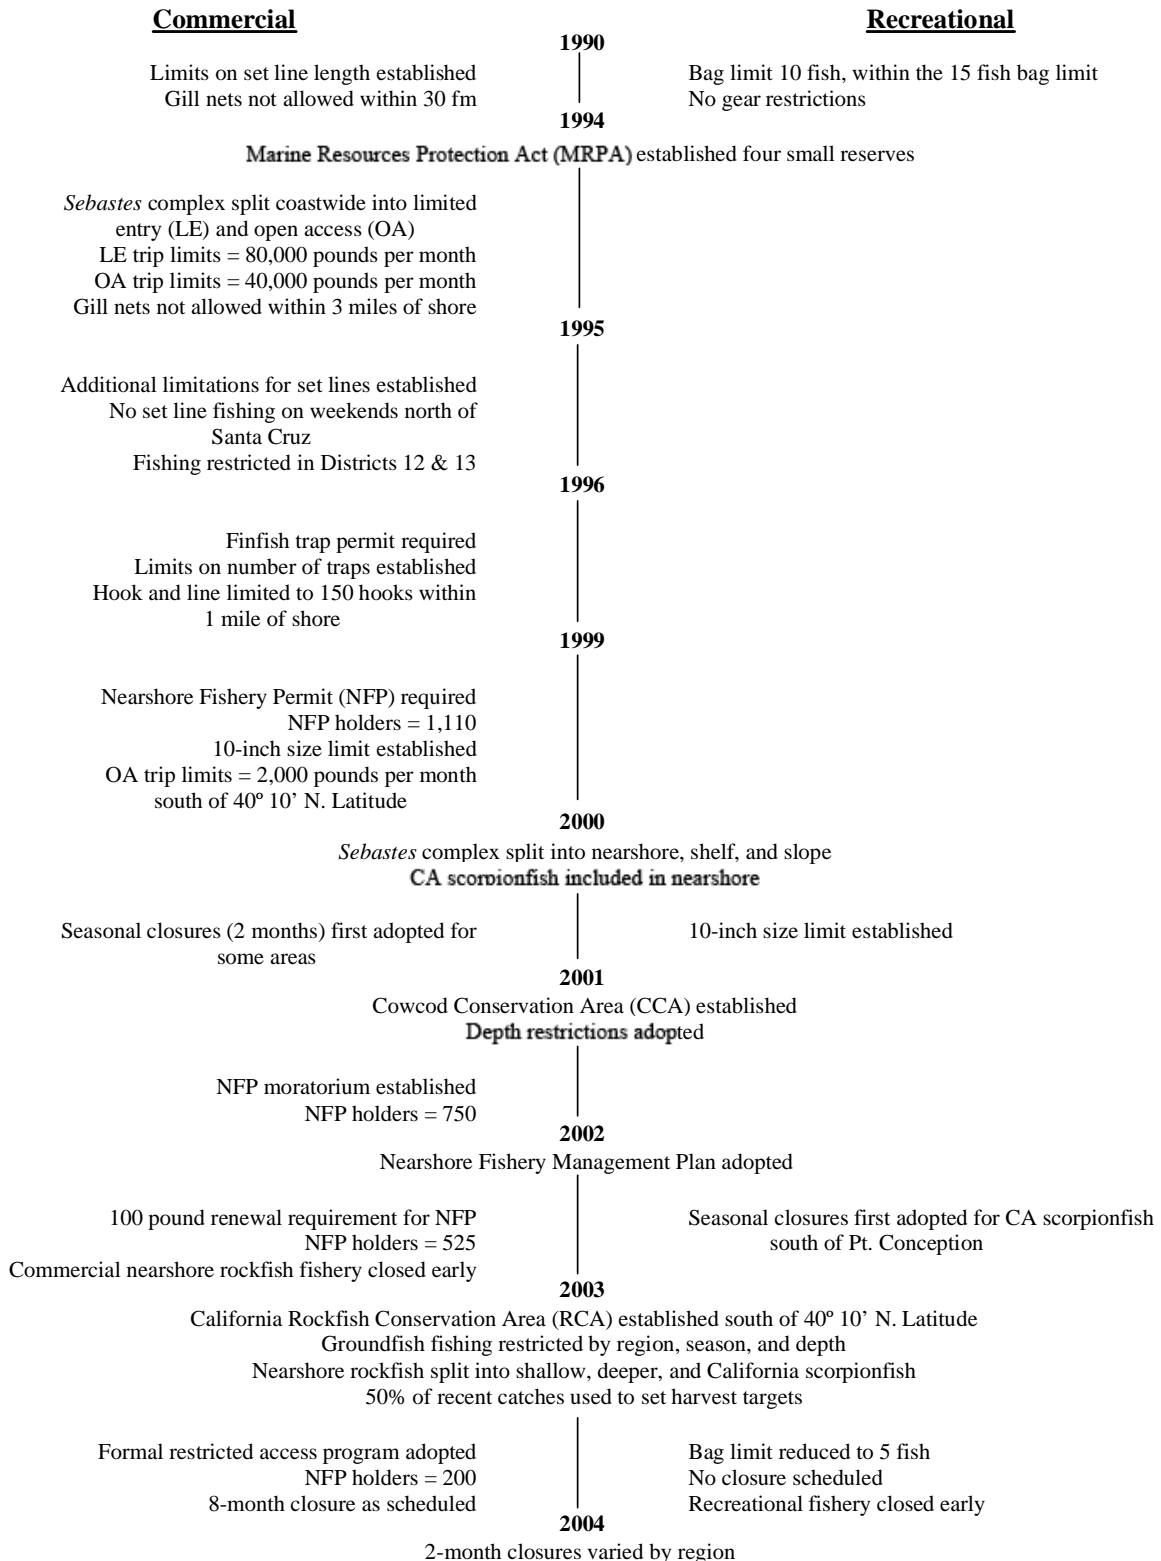 Commercial
Recreational
1990
Limits on set line length established
Gill nets not allowed within 30 fm
Bag limit 10 fish, within the 15 fish bag limit
No gear restrictions
1994
Marine Resources Protection Act (MRPA) established four small reserves
Sebastes complex split coastwide into limited
entry (LE) and open access (OA)
LE trip limits = 80,000 pounds per month
OA trip limits = 40,000 pounds per month
Gill nets not allowed within 3 miles of shore
1995
Additional limitations for set lines established
No set line fishing on weekends north of
Santa Cruz
Fishing restricted in Districts 12 & 13
1996
Finfish trap permit required
Limits on number of traps established
Hook and line limited to 150 hooks within
1 mile of shore
1999
Nearshore Fishery Permit (NFP) required
NFP holders = 1,110
10-inch size limit established
OA trip limits = 2,000 pounds per month
south of 40º 10’ N. Latitude
2000
Sebastes complex split into nearshore, shelf, and slope
CA scorpionfish included in nearshore
Seasonal closures (2 months) first adopted for
some areas
10-inch size limit established
2001
Cowcod Conservation Area (CCA) established
Depth restrictions adopted
NFP moratorium established
NFP holders = 750
2002
Nearshore Fishery Management Plan adopted
100 pound renewal requirement for NFP
NFP holders = 525
Commercial nearshore rockfish fishery closed early
Seasonal closures first adopted for CA scorpionfish
south of Pt. Conception
2003
California Rockfish Conservation Area (RCA) established south of 40º 10’ N. Latitude
Groundfish fishing restricted by region, season, and depth
Nearshore rockfish split into shallow, deeper, and California scorpionfish
50% of recent catches used to set harvest targets
Formal restricted access program adopted
NFP holders = 200
8-month closure as scheduled
Bag limit reduced to 5 fish
No closure scheduled
Recreational fishery closed early
2004
2-month closures varied by region